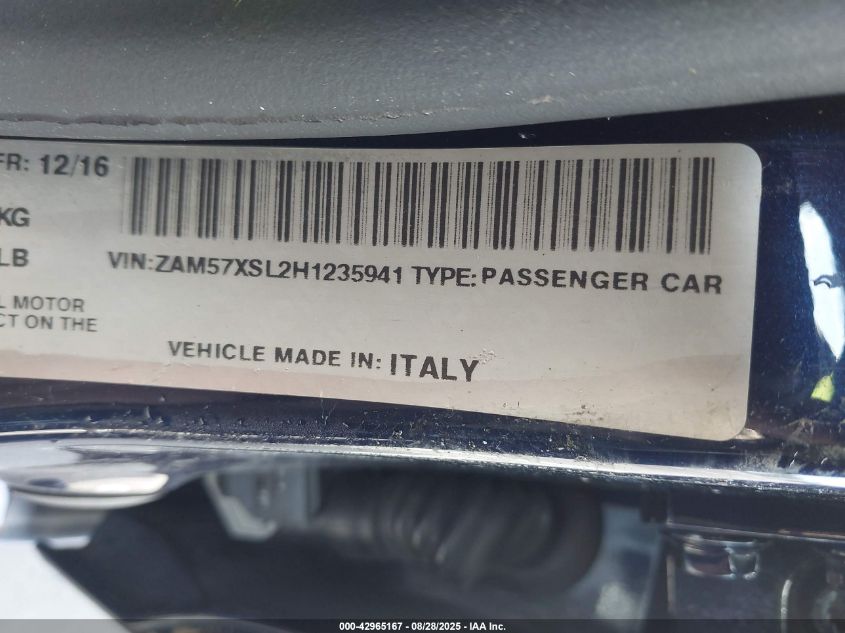 FR: 12/16
KG
LB
VIN:ZAM57XSL2H1235941 TYPE: PASSENGER CAR
L MOTOR
CT ON THE
VEHICLE MADE IN: ITALY
000-42965167 - 08/28/2025 - IAA Inc.